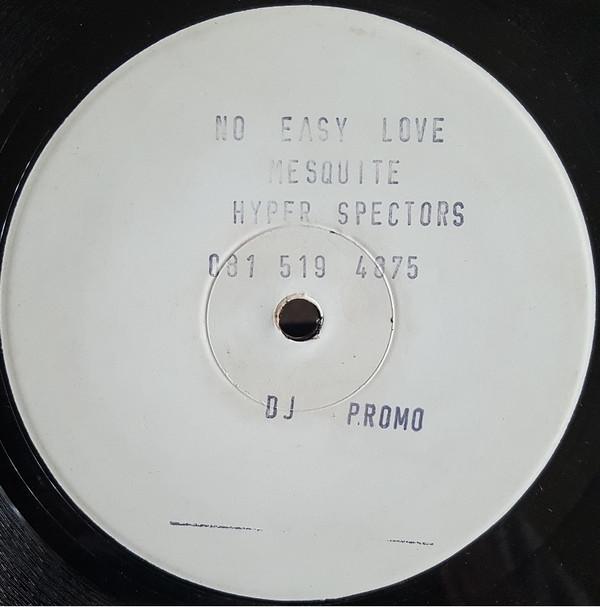 NO EASY LOVE
MESQUITE
HYPER SPECTORS
081 519 4875
DJ PROMO